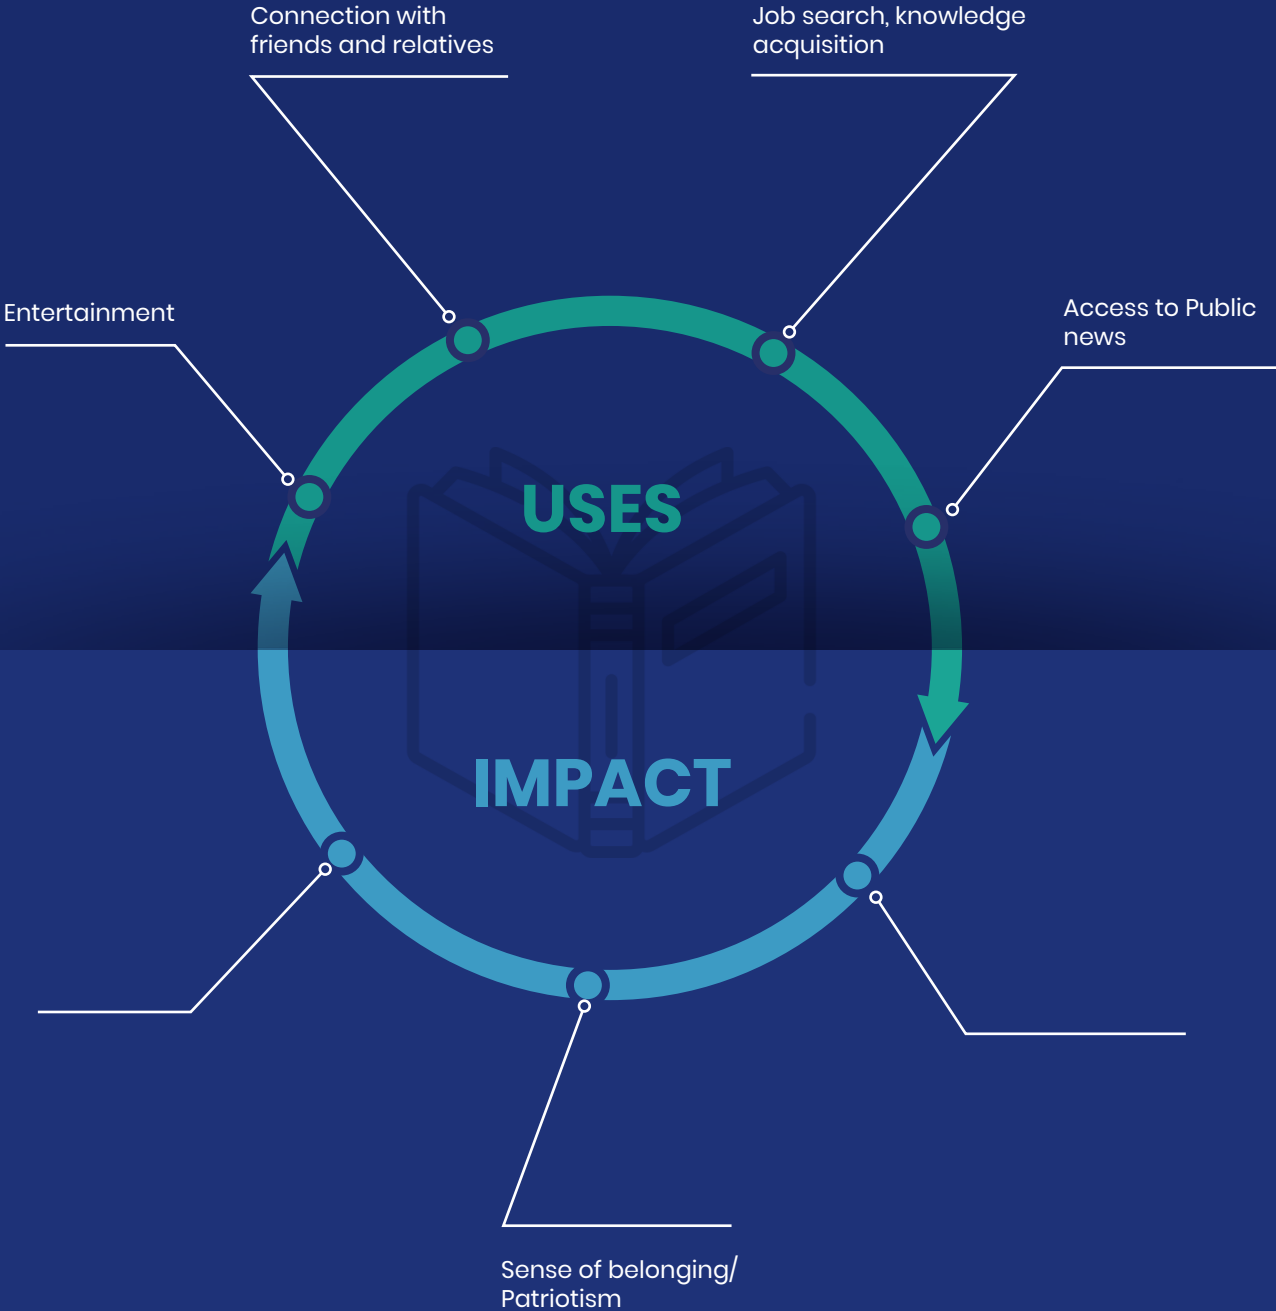 Connection with
friends and relatives
Job search, knowledge
acquisition
Entertainment
Access to Public
news
USES
IMPACT
Sense of belonging/
Patriotism